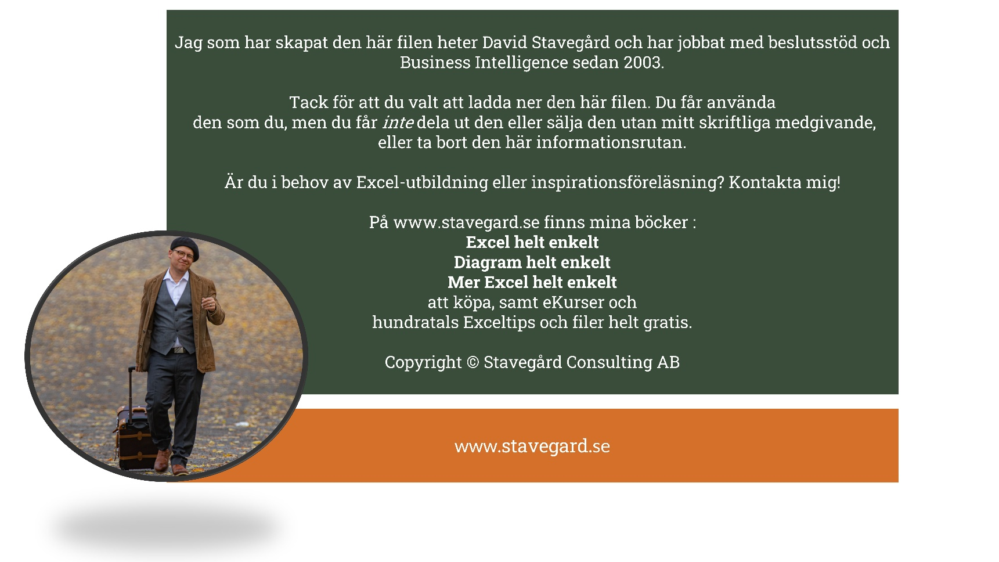 Jag som har skapat den här filen heter David Stavegård och har jobbat med beslutsstöd och
Business Intelligence sedan 2003.
Tack för att du valt att ladda ner den här filen. Du får använda
den som du, men du får inte dela ut den eller sälja den utan mitt skriftliga medgivande,
eller ta bort den här informationsrutan.
Är du i behov av Excel-utbildning eller inspirationsföreläsning? Kontakta mig!
På www.stavegard.se finns mina böcker :
Excel helt enkelt
Diagram helt enkelt
Mer Excel helt enkelt
att köpa, samt eKurser och
hundratals Exceltips och filer helt gratis.
Copyright © Stavegård Consulting AB
www.stavegard.se